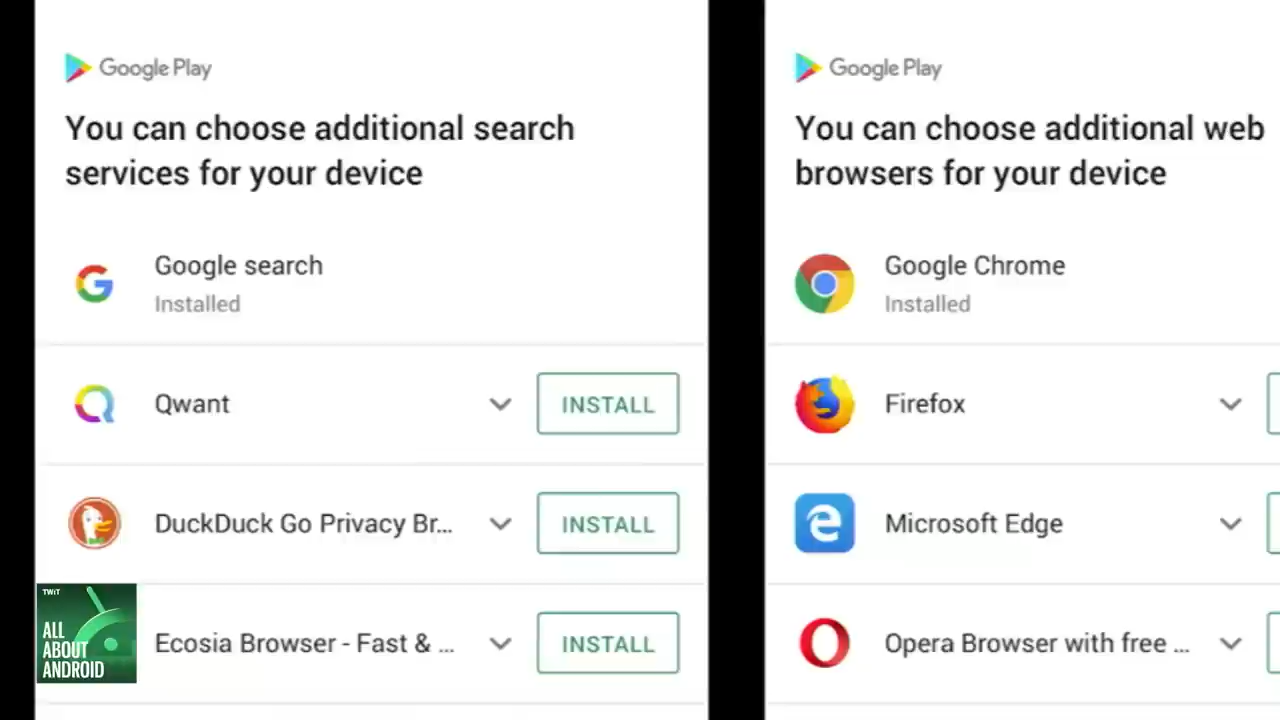 Google Play
You can choose additional search
services for your device
Google search
Installed
Qwant
INSTALL
DuckDuck Go Privacy Br...
INSTALL
Ecosia Browser - Fast & ...
INSTALL
TWiT
ALL
ABOUT
ANDROID
Google Play
You can choose additional web
browsers for your device
Google Chrome
Installed
Firefox
Microsoft Edge
Opera Browser with free ...